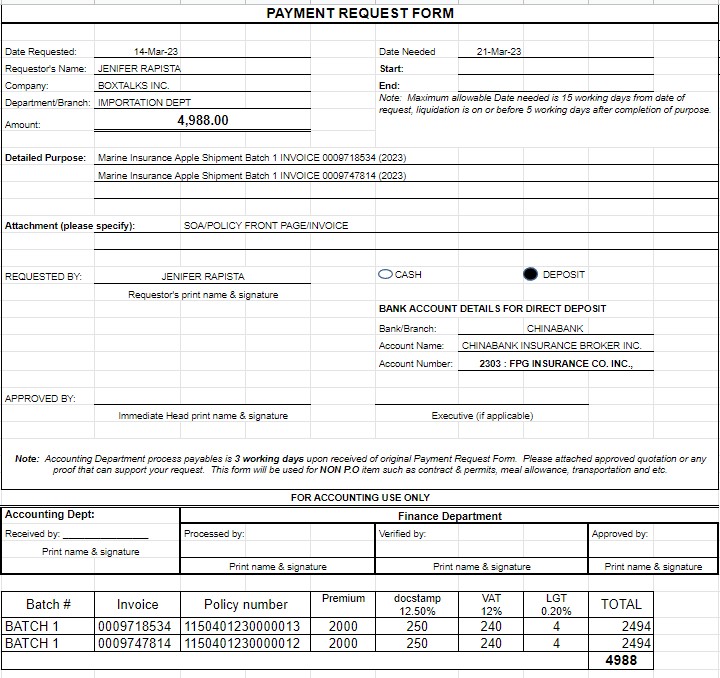 PAYMENT REQUEST FORM
Date Requested: 14-Mar-23 Date Needed 21-Mar-23
Requestor's Name: JENIFER RAPISTA Start:
Company: BOXTALKS INC. End:
Department/Branch: IMPORTATION DEPT Note: Maximum allowable Date needed is 15 working days from date of
request, liquidation is on or before 5 working days after completion of purpose.
Amount: 4,988.00
Detailed Purpose: Marine Insurance Apple Shipment Batch 1 INVOICE 0009718534 (2023)
Marine Insurance Apple Shipment Batch 1 INVOICE 0009747814 (2023)
Attachment (please specify): SOA/POLICY FRONT PAGE/INVOICE
REQUESTED BY: JENIFER RAPISTA CASH DEPOSIT
Requestor's print name & signature
BANK ACCOUNT DETAILS FOR DIRECT DEPOSIT
Bank/Branch: CHINABANK
Account Name: CHINABANK INSURANCE BROKER INC.
Account Number: 2303 : FPG INSURANCE CO. INC.,
APPROVED BY:
Immediate Head print name & signature Executive (if applicable)
Note: Accounting Department process payables is 3 working days upon received of original Payment Request Form. Please attached approved quotation or any
proof that can support your request. This form will be used for NON P.O item such as contract & permits, meal allowance, transportation and etc.
FOR ACCOUNTING USE ONLY
Accounting Dept: Finance Department
Received by: Processed by: Verified by: Approved by:
Print name & signature
Print name & signature Print name & signature Print name & signature
Batch # Invoice Policy number Premium docstamp 12.50% VAT 12% LGT 0.20% TOTAL
BATCH 1 0009718534 1150401230000013 2000 250 240 4 2494
BATCH 1 0009747814 1150401230000012 2000 250 240 4 2494
4988